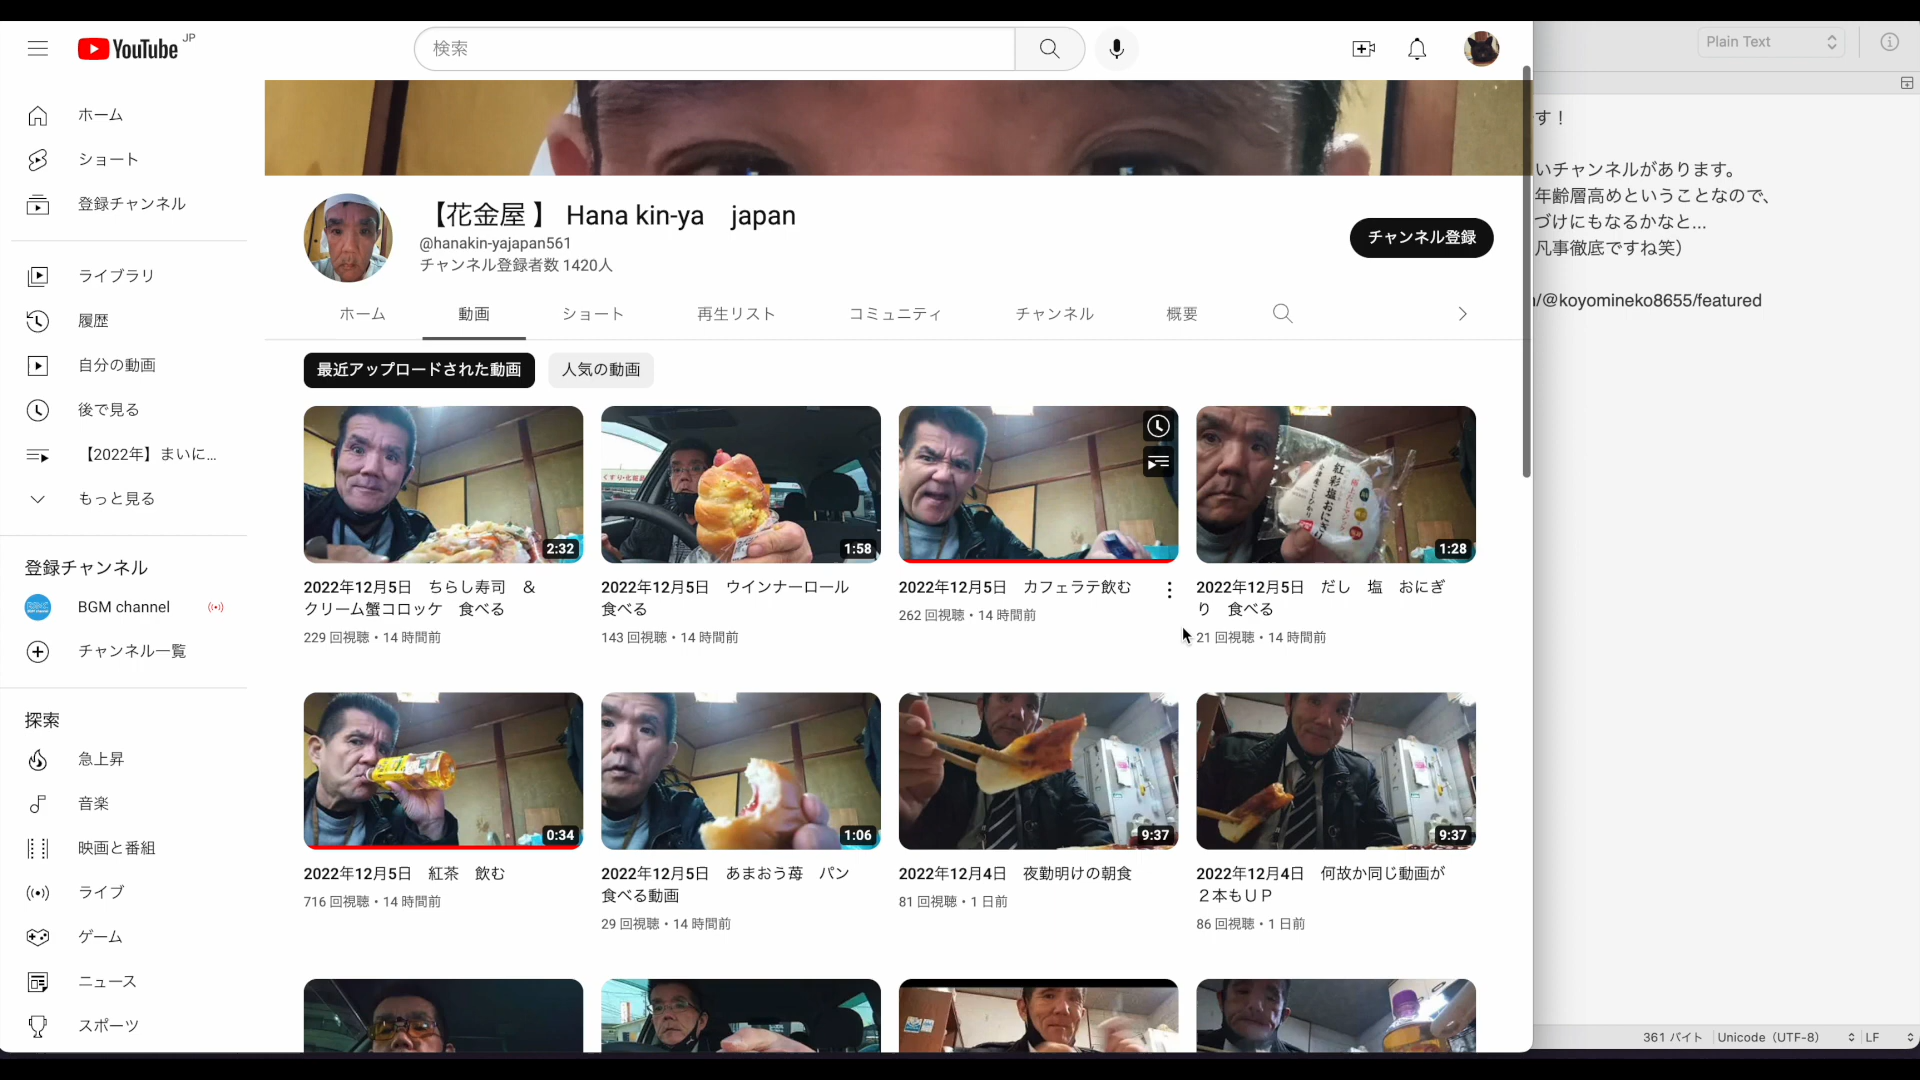 YouTube JP
検索
Plain Text
ホーム
ショート
登録チャンネル
ライブラリ
履歴
自分の動画
後で見る
【2022年】まいに...
もっと見る
登録チャンネル
BGM channel
チャンネル一覧
探索
急上昇
音楽
映画と番組
ライブ
ゲーム
ニュース
スポーツ
【花金屋 】 Hana kin-ya　japan
@hanakin-yajapan561
チャンネル登録者数 1420人
チャンネル登録
ホーム 動画 ショート 再生リスト コミュニティ チャンネル 概要
最近アップロードされた動画 人気の動画
2:32
2022年12月5日　ちらし寿司　&
クリーム蟹コロッケ　食べる
229 回視聴・14 時間前
1:58
2022年12月5日　ウインナーロール
食べる
143 回視聴・14 時間前
2022年12月5日　カフェラテ飲む
262 回視聴・14 時間前
紅彩塩おにぎり
1:28
2022年12月5日　だし　塩　おにぎ
り　食べる
21 回視聴・14 時間前
0:34
2022年12月5日　紅茶　飲む
716 回視聴・14 時間前
1:06
2022年12月5日　あまおう苺　パン
食べる動画
29 回視聴・14 時間前
9:37
2022年12月4日　夜勤明けの朝食
81 回視聴・1 日前
9:37
2022年12月4日　何故か同じ動画が
２本もＵＰ
86 回視聴・1 日前
す！
いチャンネルがあります。
年齢層高めということなので、
づけにもなるかなと...
凡事徹底ですね笑）
/@koyomineko8655/featured
361 バイト Unicode（UTF-8） LF